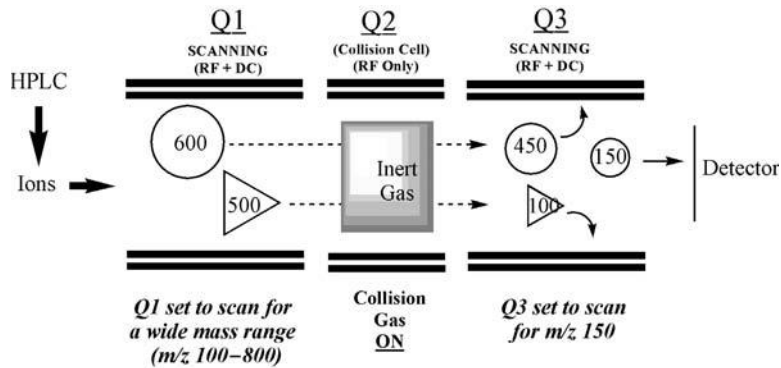 Q1
SCANNING
(RF + DC)
Q2
(Collision Cell)
(RF Only)
Q3
SCANNING
(RF + DC)
HPLC
Ions
600
500
Inert
Gas
450
150
100
Detector
Q1 set to scan for
a wide mass range
(m/z 100–800)
Collision
Gas
ON
Q3 set to scan
for m/z 150